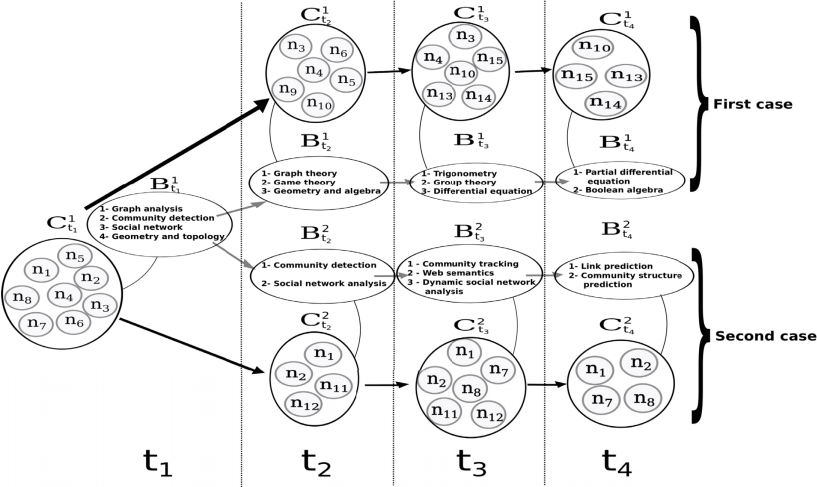 C¹t₂
C¹t₃
C¹t₄
n₃ n₆
n₄
n₅
n₉
n₁₀
n₃
n₄ n₁₅
n₁₀
n₁₃ n₁₄
n₁₀
n₁₅ n₁₃
n₁₄
First case
B¹t₂
B¹t₃
B¹t₄
1- Graph theory
2- Game theory
3- Geometry and algebra
1- Trigonometry
2- Group theory
3- Differential equation
1- Partial differential
equation
2- Boolean algebra
B¹t₁
1- Graph analysis
2- Community detection
3- Social network
4- Geometry and topology
C¹t₁
n₅
n₁
n₂
n₈ n₄
n₃
n₇ n₆
B²t₂
B²t₃
B²t₄
1- Community detection
2- Social network analysis
1 - Community tracking
2 - Web semantics
3 - Dynamic social network
analysis
1- Link prediction
2- Community structure
prediction
Second case
C²t₂
C²t₃
C²t₄
n₁
n₂
n₁₁
n₁₂
n₁
n₂ n₇
n₈
n₁₁ n₁₂
n₁ n₂
n₇ n₈
t₁ t₂ t₃ t₄